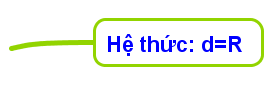 Hệ thức: d=R